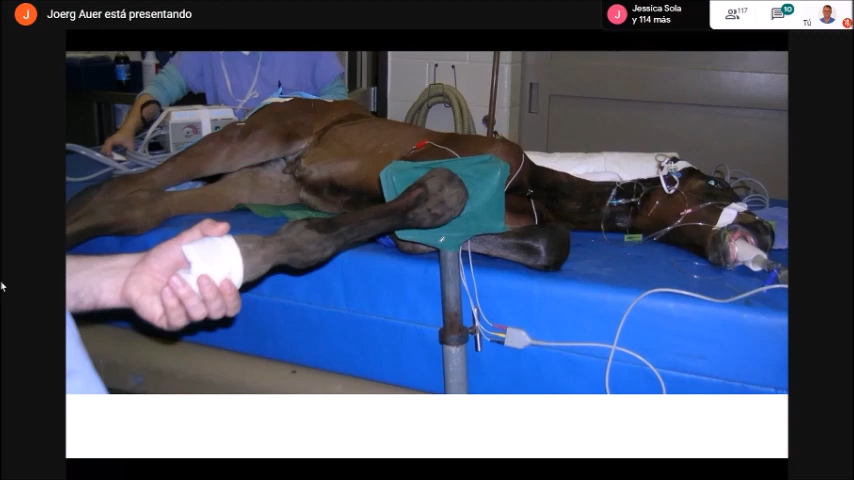 J Joerg Auer está presentando
J Jessica Sola
y 114 más
117
10
Tú